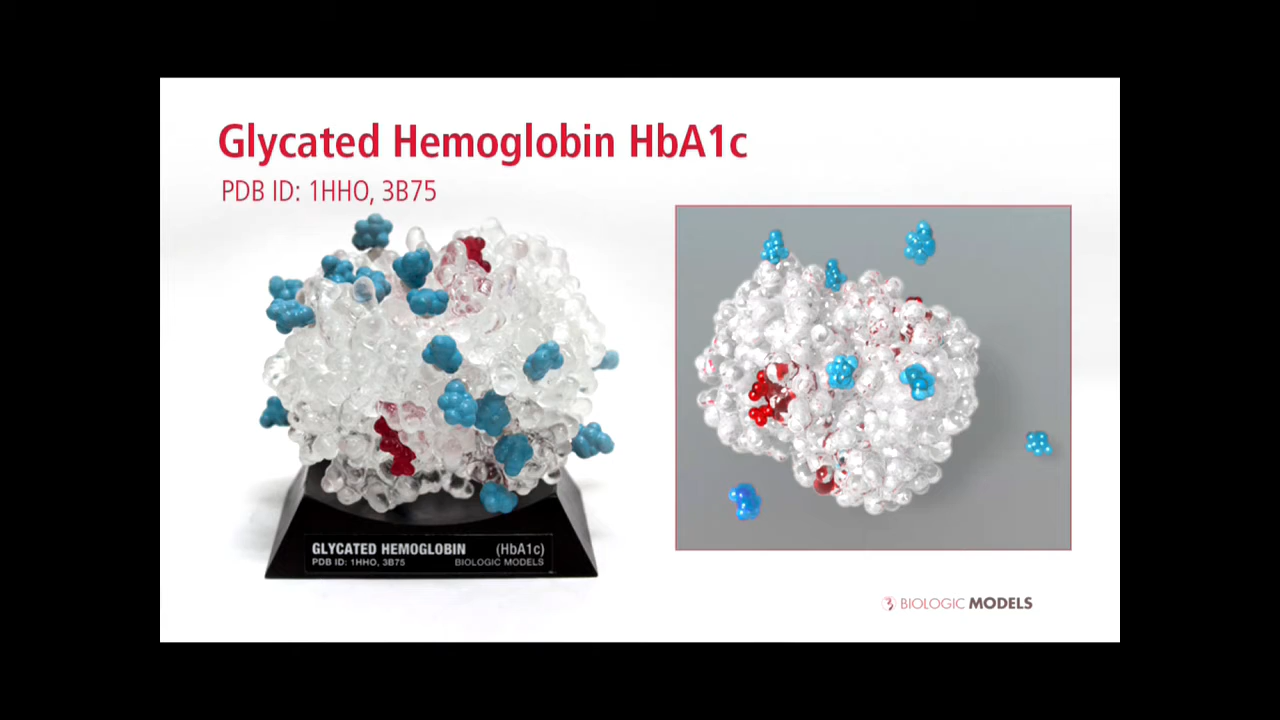 Glycated Hemoglobin HbA1c
PDB ID: 1HHO, 3B75
GLYCATED HEMOGLOBIN (HbA1c)
PDB ID: 1HHO, 3B75 BIOLOGIC MODELS
BIOLOGIC MODELS